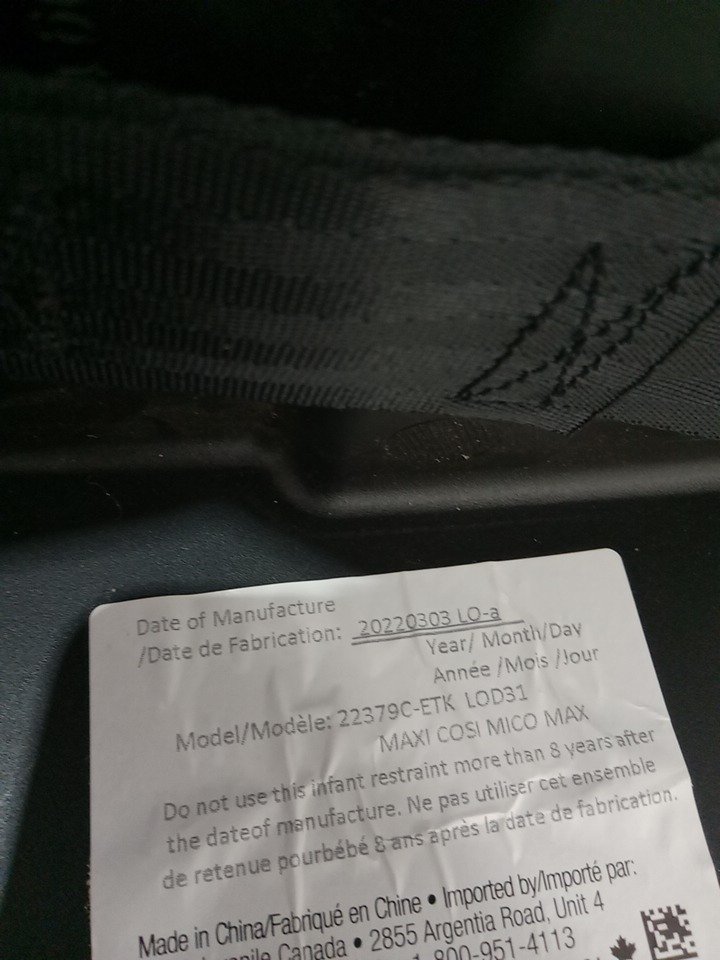 Date of Manufacture
/Date de Fabrication: 20220303 LO-a
Year/ Month/Day
Année /Mois /Jour
Model/Modèle: 22379C-ETK LOD31
MAXI COSI MICO MAX
Do not use this infant restraint more than 8 years after
the dateof manufacture. Ne pas utiliser cet ensemble
de retenue pourbébé 8 ans après la date de fabrication.
Made in China/Fabriqué en Chine • Imported by/Importé par:
Canada • 2855 Argentia Road, Unit 4
800-951-4113